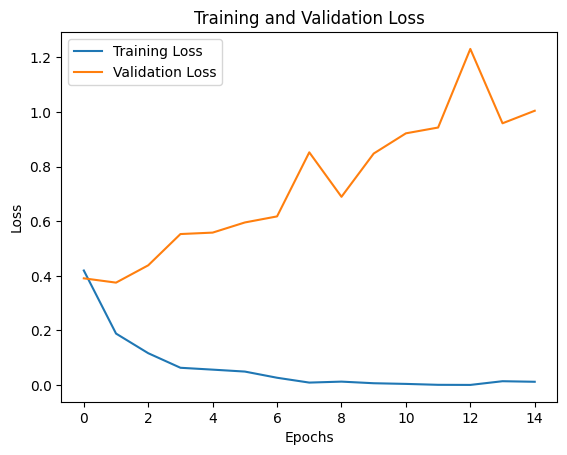 Training and Validation Loss
Training Loss
Validation Loss
1.2
1.0
0.8
0.6
0.4
0.2
0.0
Loss
0 2 4 6 8 10 12 14
Epochs